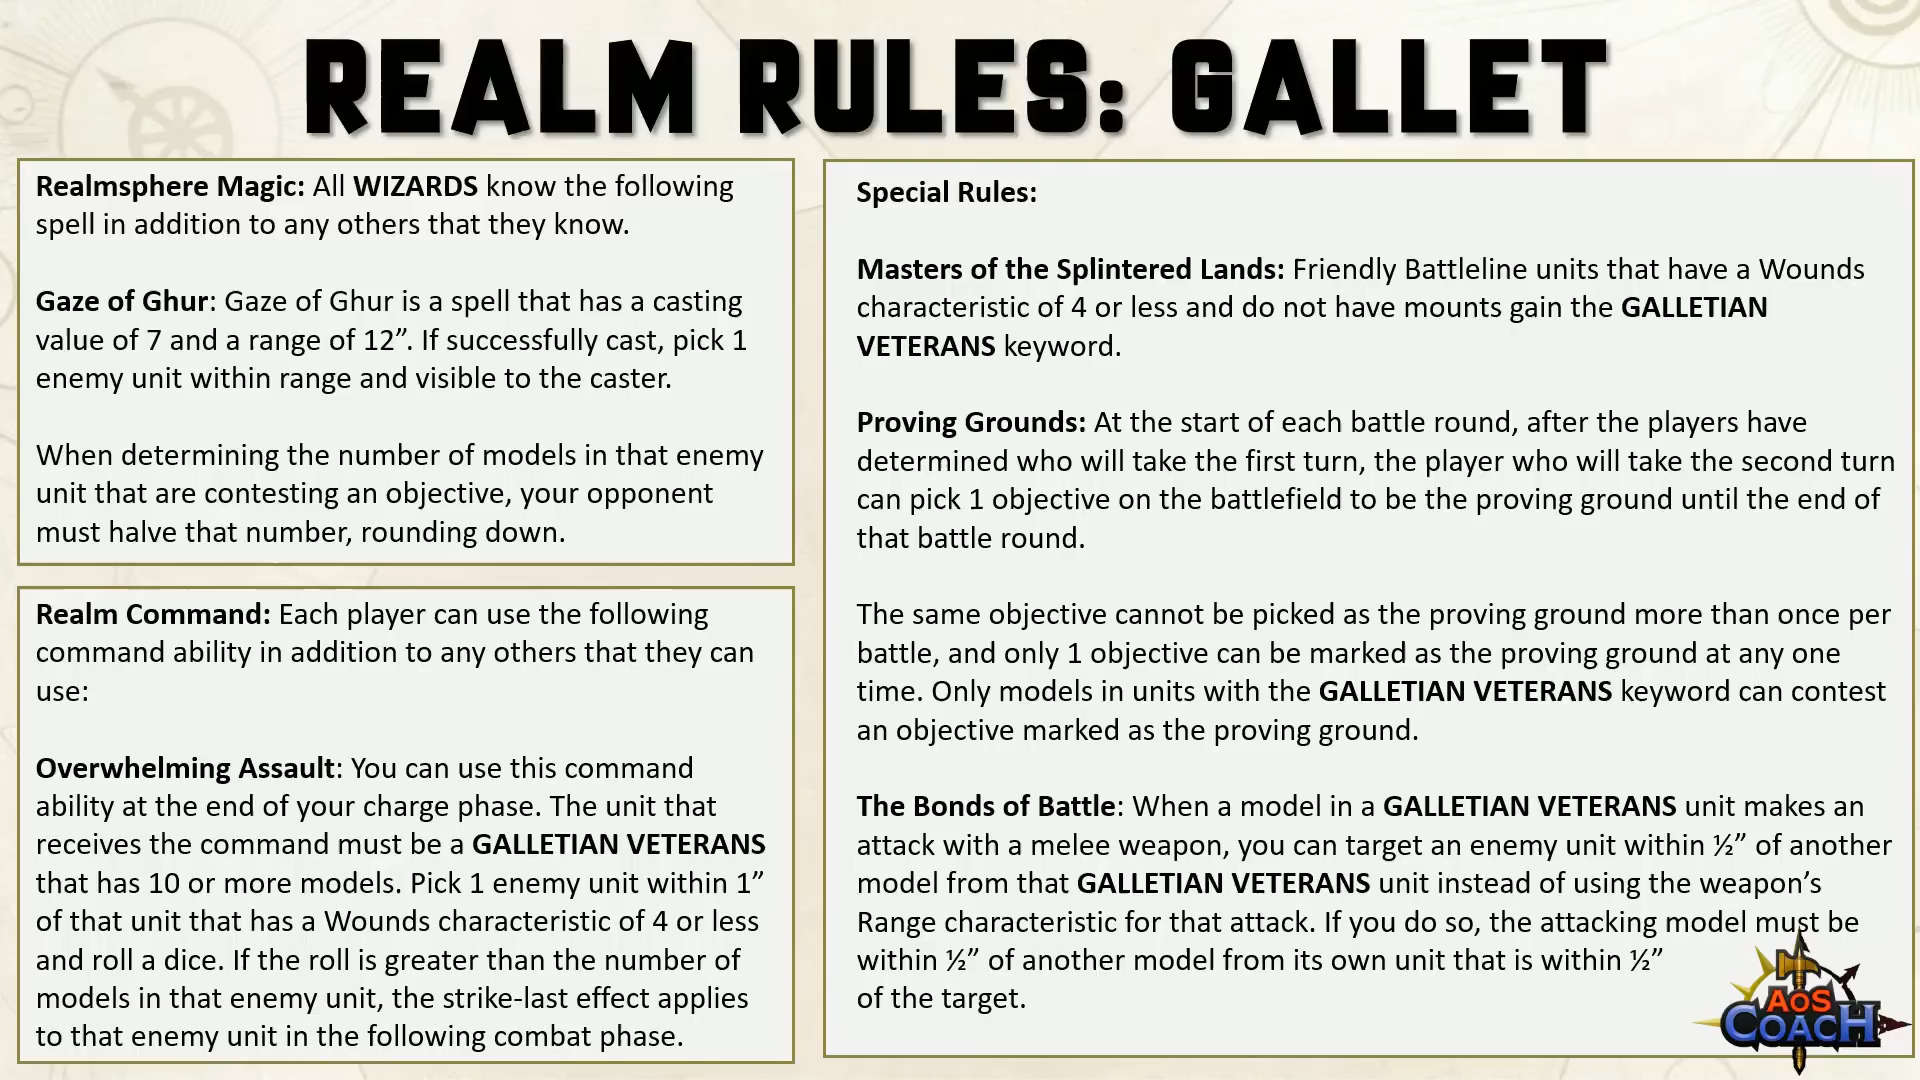 REALM RULES: GALLET
Realmsphere Magic: All WIZARDS know the following
spell in addition to any others that they know.
Gaze of Ghur: Gaze of Ghur is a spell that has a casting
value of 7 and a range of 12”. If successfully cast, pick 1
enemy unit within range and visible to the caster.
When determining the number of models in that enemy
unit that are contesting an objective, your opponent
must halve that number, rounding down.
Realm Command: Each player can use the following
command ability in addition to any others that they can
use:
Overwhelming Assault: You can use this command
ability at the end of your charge phase. The unit that
receives the command must be a GALLETIAN VETERANS
that has 10 or more models. Pick 1 enemy unit within 1”
of that unit that has a Wounds characteristic of 4 or less
and roll a dice. If the roll is greater than the number of
models in that enemy unit, the strike-last effect applies
to that enemy unit in the following combat phase.
Special Rules:
Masters of the Splintered Lands: Friendly Battleline units that have a Wounds
characteristic of 4 or less and do not have mounts gain the GALLETIAN
VETERANS keyword.
Proving Grounds: At the start of each battle round, after the players have
determined who will take the first turn, the player who will take the second turn
can pick 1 objective on the battlefield to be the proving ground until the end of
that battle round.
The same objective cannot be picked as the proving ground more than once per
battle, and only 1 objective can be marked as the proving ground at any one
time. Only models in units with the GALLETIAN VETERANS keyword can contest
an objective marked as the proving ground.
The Bonds of Battle: When a model in a GALLETIAN VETERANS unit makes an
attack with a melee weapon, you can target an enemy unit within ½” of another
model from that GALLETIAN VETERANS unit instead of using the weapon’s
Range characteristic for that attack. If you do so, the attacking model must be
within ½” of another model from its own unit that is within ½”
of the target.
AOS
COACH